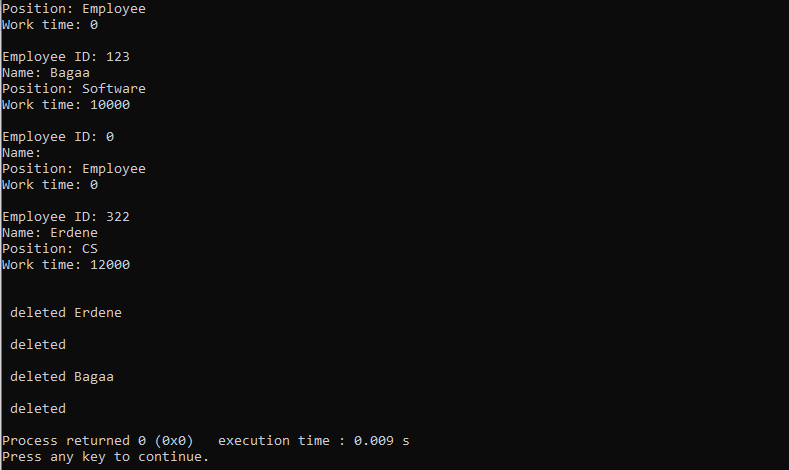 Position: Employee
Work time: 0
Employee ID: 123
Name: Bagaa
Position: Software
Work time: 10000
Employee ID: 0
Name:
Position: Employee
Work time: 0
Employee ID: 322
Name: Erdene
Position: CS
Work time: 12000
deleted Erdene
deleted
deleted Bagaa
deleted
Process returned 0 (0x0)   execution time : 0.009 s
Press any key to continue.